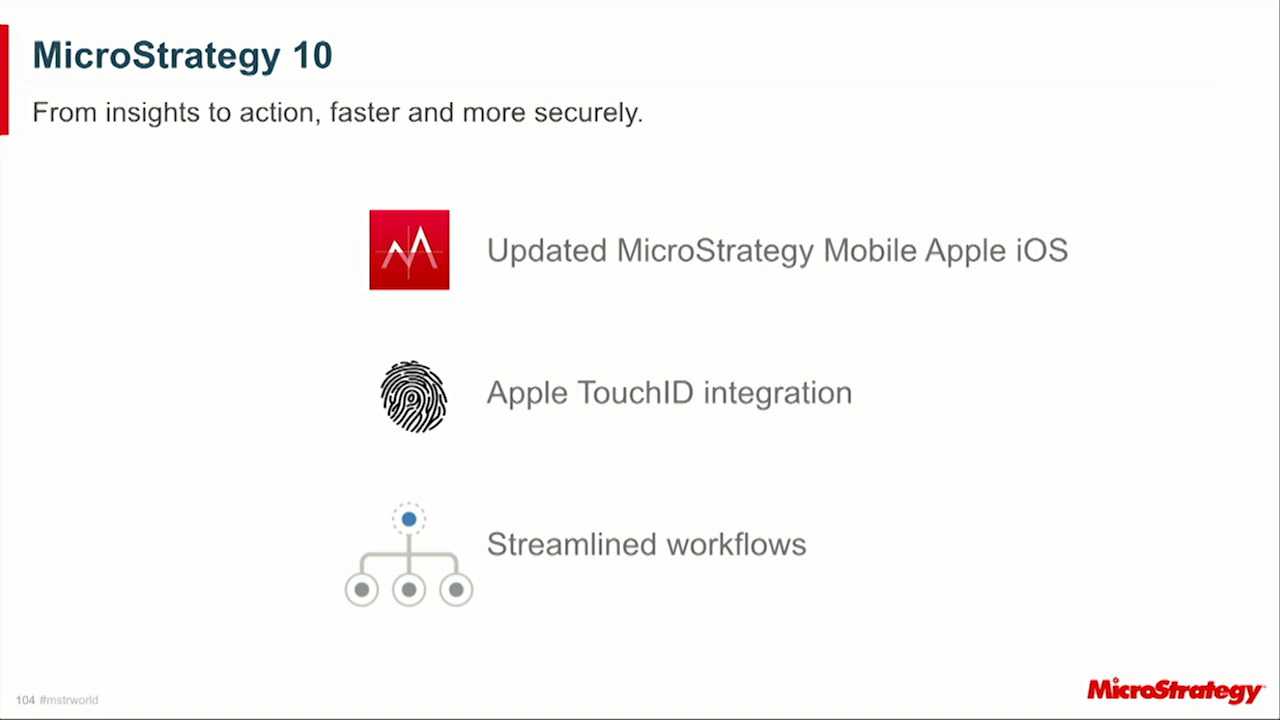 MicroStrategy 10
From insights to action, faster and more securely.
Updated MicroStrategy Mobile Apple iOS
Apple TouchID integration
Streamlined workflows
104 #mstrworld
MicroStrategy